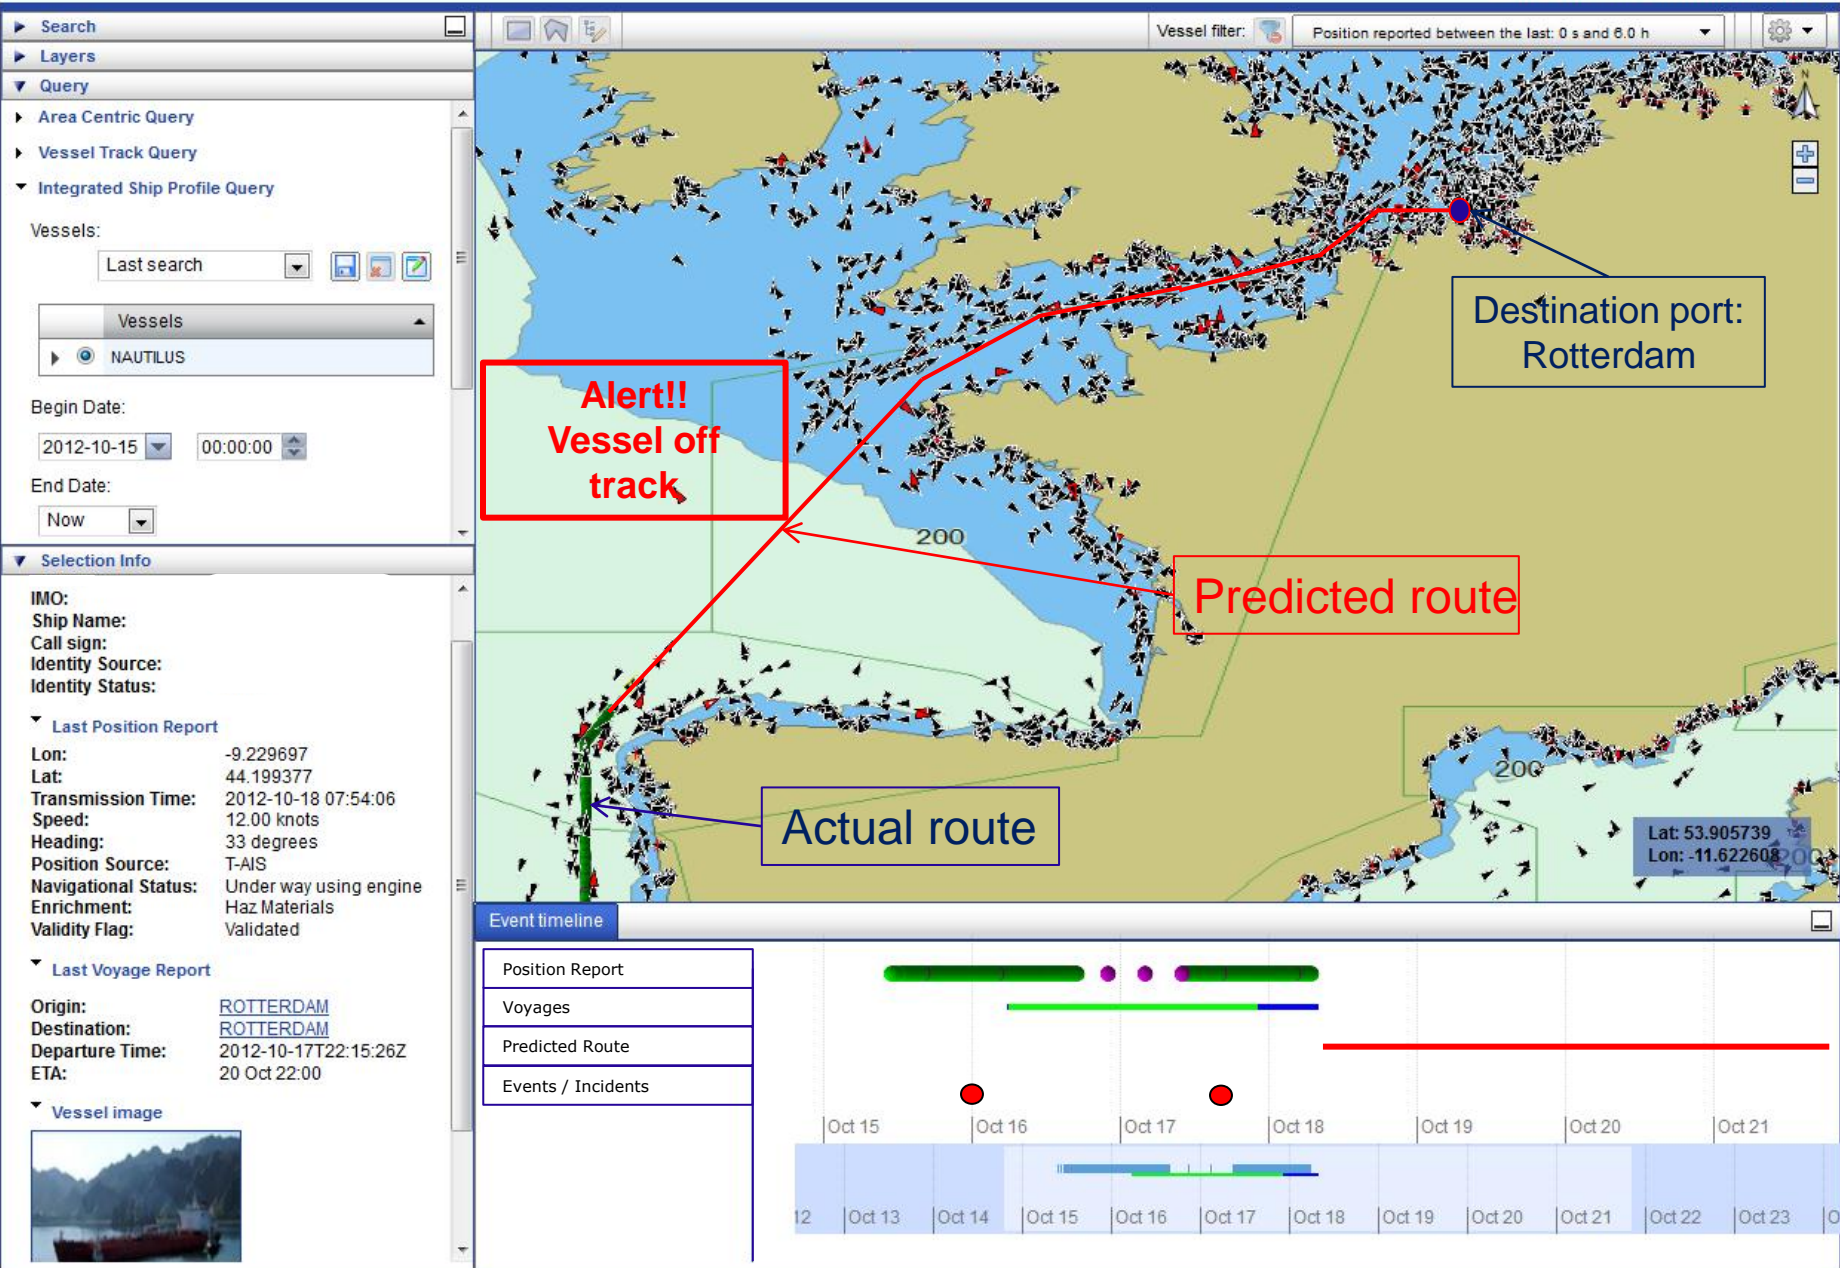 Search
Layers
Query
Area Centric Query
Vessel Track Query
Integrated Ship Profile Query
Vessels:
Last search
Vessels
NAUTILUS
Begin Date:
2012-10-15 00:00:00
End Date:
Now
Selection Info
IMO:
Ship Name:
Call sign:
Identity Source:
Identity Status:
Last Position Report
Lon: -9.229697
Lat: 44.199377
Transmission Time: 2012-10-18 07:54:06
Speed: 12.00 knots
Heading: 33 degrees
Position Source: T-AIS
Navigational Status: Under way using engine
Enrichment: Haz Materials
Validity Flag: Validated
Last Voyage Report
Origin: ROTTERDAM
Destination: ROTTERDAM
Departure Time: 2012-10-17T22:15:26Z
ETA: 20 Oct 22:00
Vessel image
Vessel filter: Position reported between the last: 0 s and 6.0 h
N
Destination port:
Rotterdam
Alert!!
Vessel off
track
200
Predicted route
200
Actual route
Lat: 53.905739
Lon: -11.622608
200
Event timeline
Position Report
Voyages
Predicted Route
Events / Incidents
Oct 15 Oct 16 Oct 17 Oct 18 Oct 19 Oct 20 Oct 21
12 Oct 13 Oct 14 Oct 15 Oct 16 Oct 17 Oct 18 Oct 19 Oct 20 Oct 21 Oct 22 Oct 23